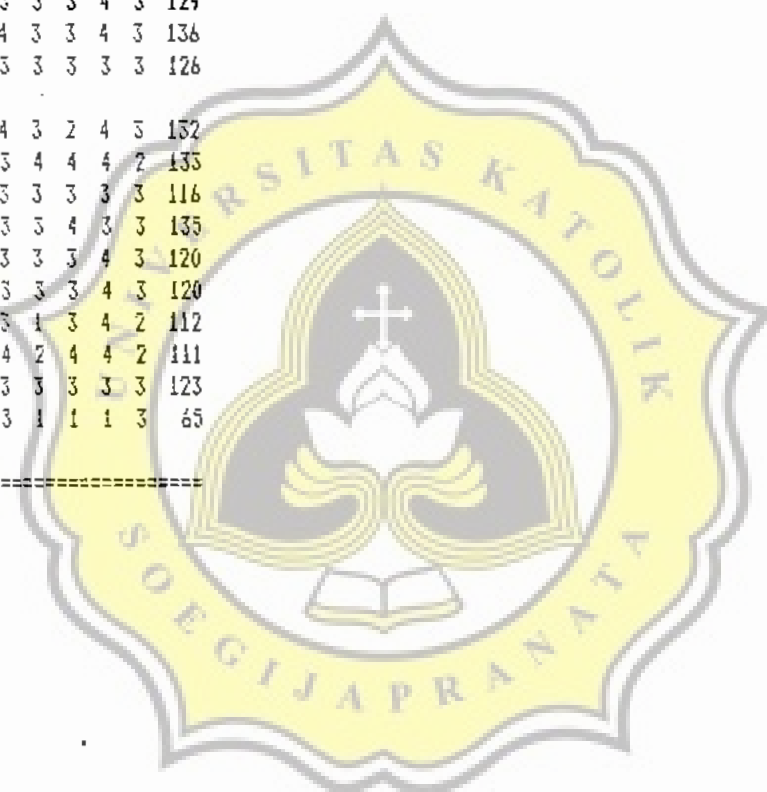 3 3 3 4 3 129
4 3 3 4 3 136
3 3 3 3 3 126
4 3 2 4 3 132
3 4 4 4 2 133
3 3 3 3 3 116
3 3 4 3 3 135
3 3 3 4 3 120
3 3 3 4 3 120
3 1 3 4 2 112
4 2 4 4 2 111
3 3 3 3 3 123
3 1 1 1 3 65
==================
UNIVERSITAS KATOLIK
SOEGIJAPRANATA